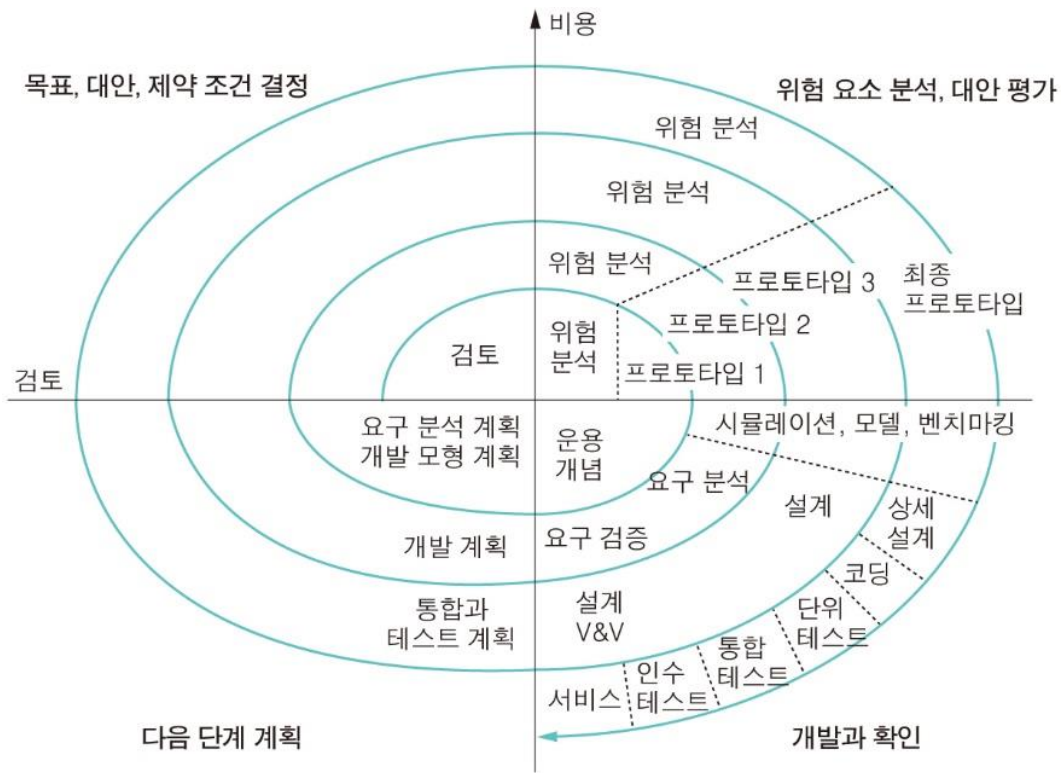 비용
목표, 대안, 제약 조건 결정
위험 요소 분석, 대안 평가
위험 분석
위험 분석
위험 분석
위험
분석
검토
검토
프로토타입 1
프로토타입 2
프로토타입 3
최종
프로토타입
시뮬레이션, 모델, 벤치마킹
요구 분석 계획
개발 모형 계획
운용
개념
요구 분석
설계
상세
설계
개발 계획
요구 검증
코딩
통합과
테스트 계획
설계
V&V
단위
테스트
통합
테스트
인수
테스트
서비스
다음 단계 계획
개발과 확인